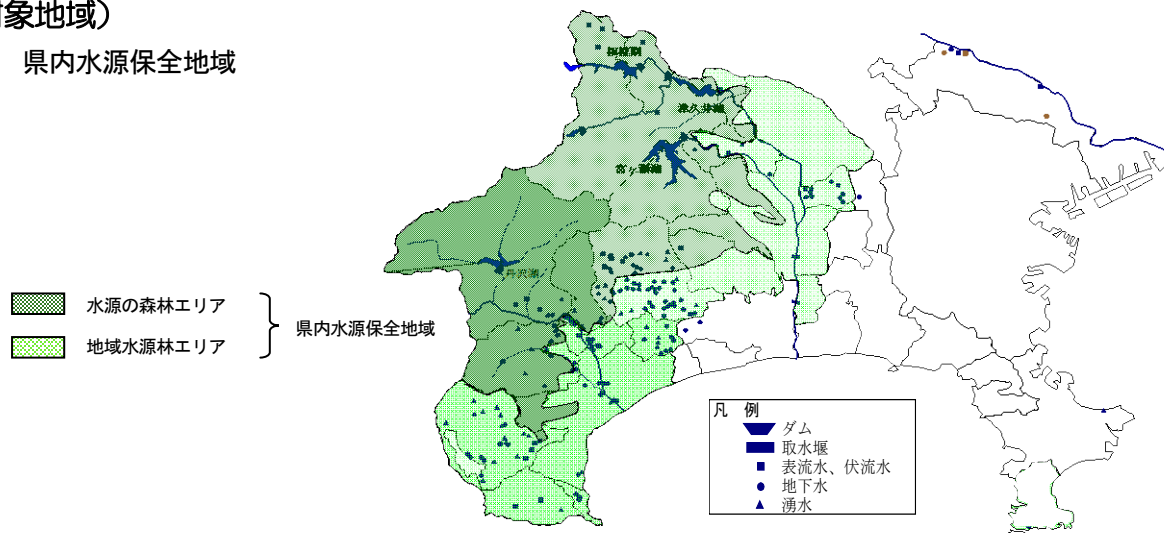 対象地域）
県内水源保全地域
相模湖
津久井湖
宮ヶ瀬湖
丹沢湖
水源の森林エリア
地域水源林エリア
県内水源保全地域
凡 例
ダム
取水堰
表流水、伏流水
地下水
湧水